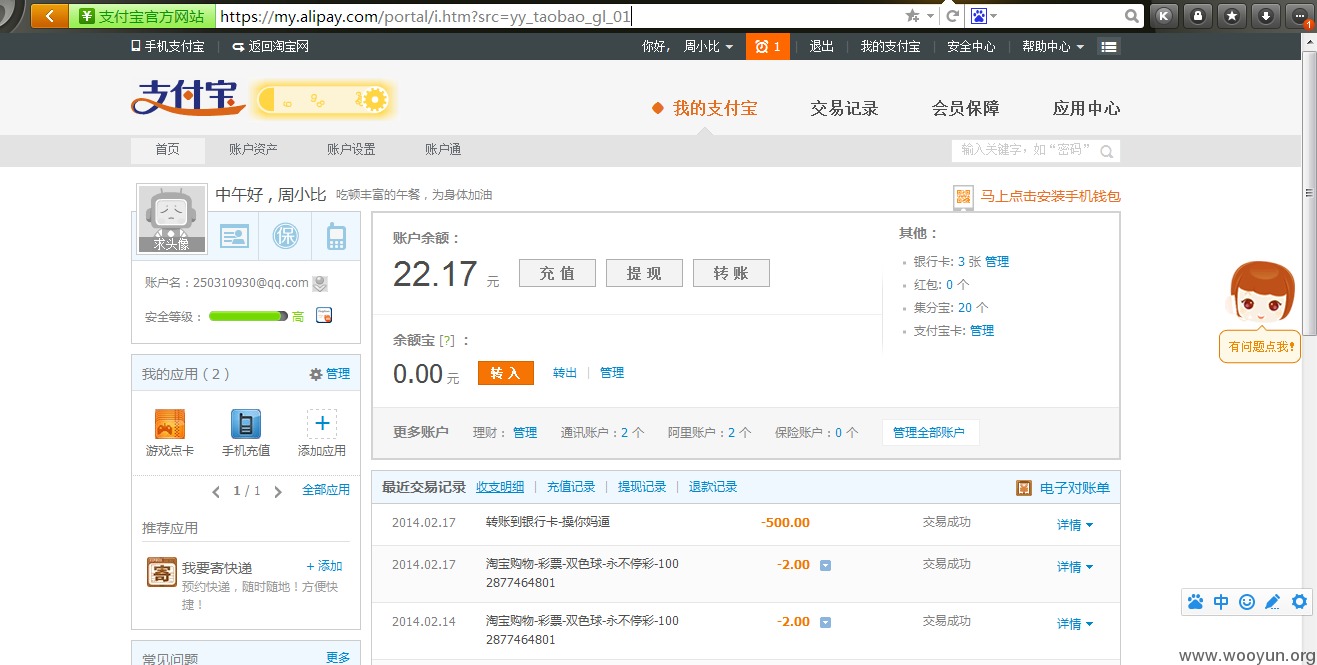 支付宝官方网站 https://my.alipay.com/portal/i.htm?src=yy_taobao_gl_01
手机支付宝 返回淘宝网 你好, 周小比 1 退出 我的支付宝 安全中心 帮助中心
支付宝 我的支付宝 交易记录 会员保障 应用中心
首页 账户资产 账户设置 账户通 输入关键字，如“密码”
中午好，周小比 吃顿丰富的午餐，为身体加油 马上点击安装手机钱包
求头像
保
账户名：250310930@qq.com
安全等级： 高
账户余额：
22.17 元 充 值 提 现 转 账
余额宝 [?] ：
0.00 元 转 入 转出 管理
其他：
银行卡: 3 张 管理
红包: 0 个
集分宝: 20 个
支付宝卡: 管理
更多账户 理财： 管理 通讯账户：2 个 阿里账户：2 个 保险账户：0 个 管理全部账户
有问题点我!
我的应用（2） 管理
游戏点卡 手机充值 添加应用
1 / 1 全部应用
推荐应用
寄
我要寄快递 + 添加
预约快递，随时随地！方便快
捷！
常见问题 更多
最近交易记录 收支明细 充值记录 提现记录 退款记录 电子对账单
2014.02.17 转账到银行卡-操你妈逼 -500.00 交易成功 详情
2014.02.17 淘宝购物-彩票-双色球-永不停彩-100 -2.00 交易成功 详情
2877464801
2014.02.14 淘宝购物-彩票-双色球-永不停彩-100 -2.00 交易成功 详情
2877464801
中
www.wooyun.org